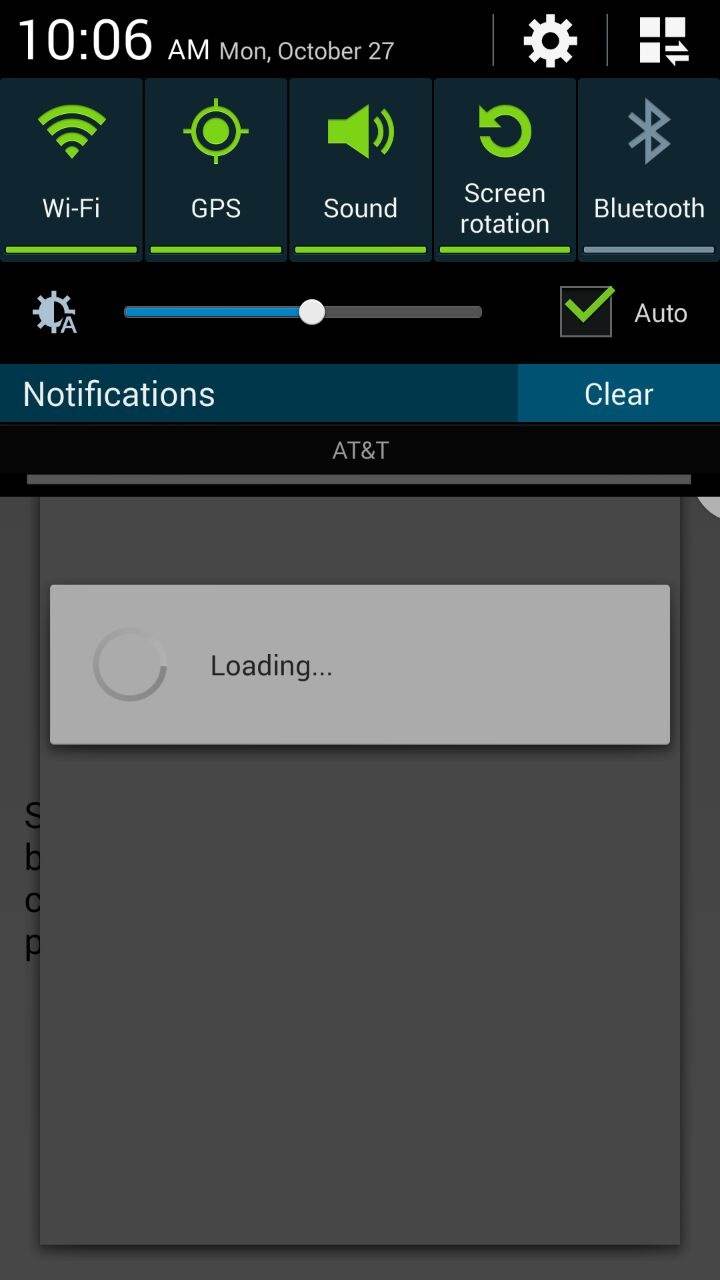 10:06 AM Mon, October 27
Wi-Fi
GPS
Sound
Screen
rotation
Bluetooth
A
Auto
Notifications
Clear
AT&T
Loading...
S
b
c
p